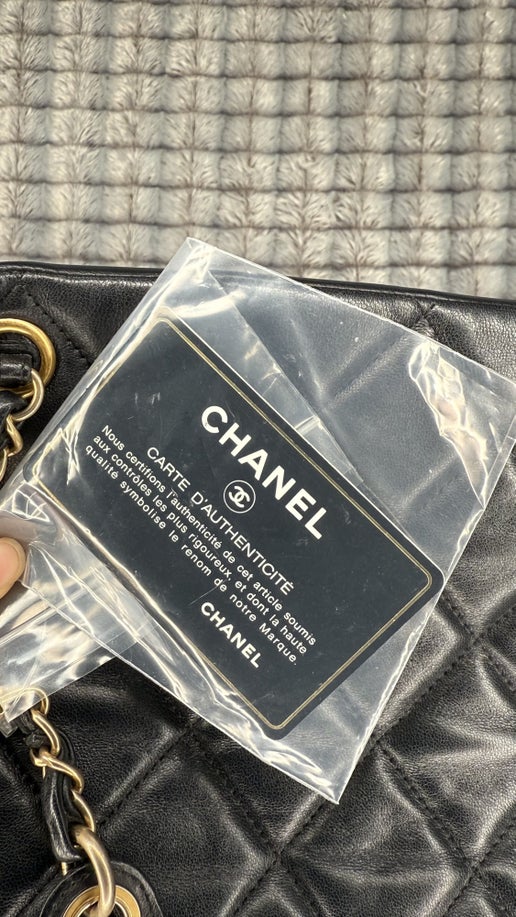 CHANEL
CARTE D'AUTHENTICITÉ
Nous certifions l'authenticité de cet article soumis
aux contrôles les plus rigoureux, et dont la haute
qualité symbolise le renom de notre Marque.
CHANEL